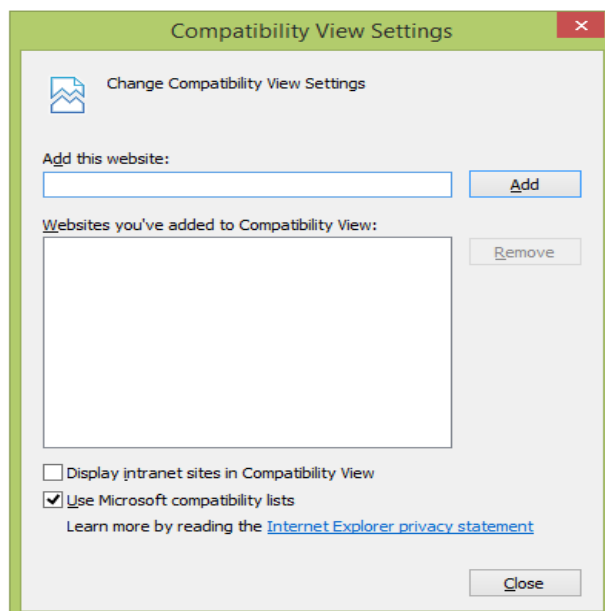 Compatibility View Settings
Change Compatibility View Settings
Add this website:
Add
Websites you've added to Compatibility View:
Remove
Display intranet sites in Compatibility View
Use Microsoft compatibility lists
Learn more by reading the Internet Explorer privacy statement
Close